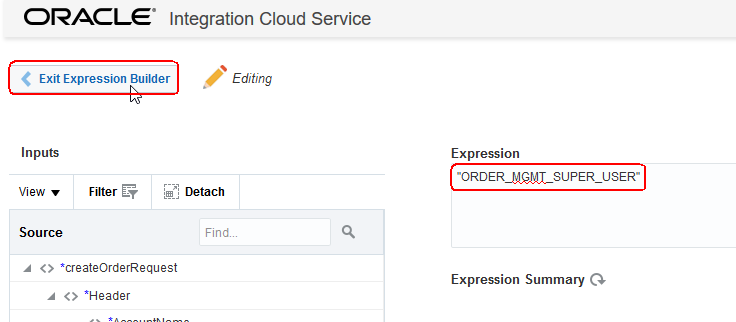 ORACLE® Integration Cloud Service
Exit Expression Builder
Editing
Inputs
View Filter Detach
Source Find...
*createOrderRequest
*Header
*AccountName
Expression
"ORDER_MGMT_SUPER_USER"
Expression Summary